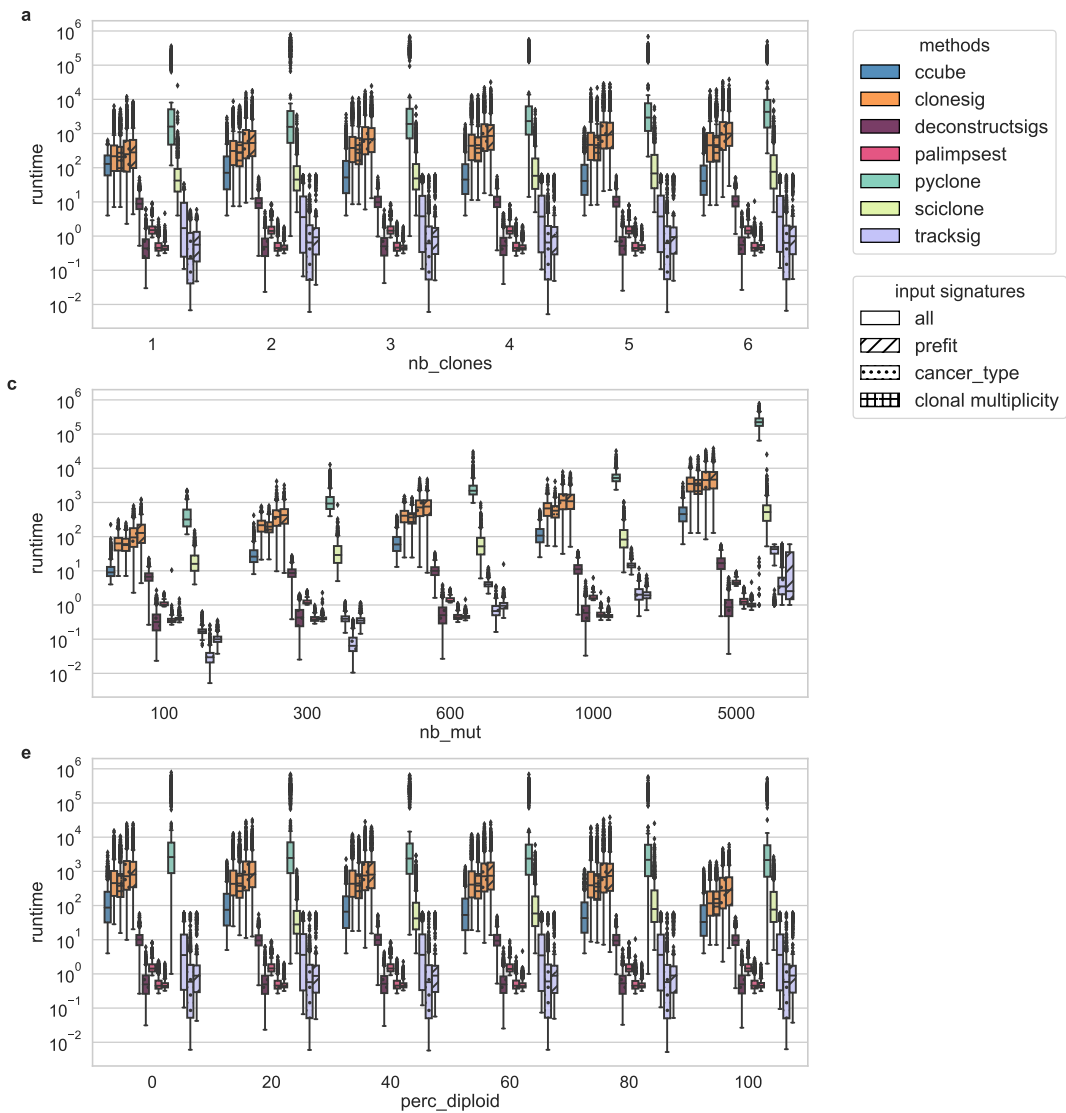 a
10^6
10^5
10^4
10^3
10^2
10^1
10^0
10^−1
10^−2
runtime
1 2 3 4 5 6
nb_clones
methods
ccube
clonesig
deconstructsigs
palimpsest
pyclone
sciclone
tracksig
input signatures
all
prefit
cancer_type
clonal multiplicity
c
10^6
10^5
10^4
10^3
10^2
10^1
10^0
10^−1
10^−2
runtime
100 300 600 1000 5000
nb_mut
e
10^6
10^5
10^4
10^3
10^2
10^1
10^0
10^−1
10^−2
runtime
0 20 40 60 80 100
perc_diploid